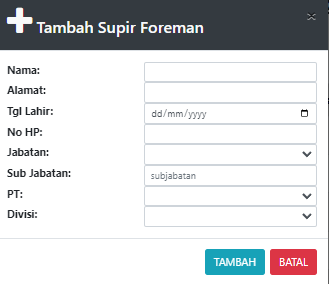 Tambah Supir Foreman
Nama:
Alamat:
Tgl Lahir: dd/mm/yyyy
No HP:
Jabatan:
Sub Jabatan: subjabatan
PT:
Divisi:
TAMBAH BATAL